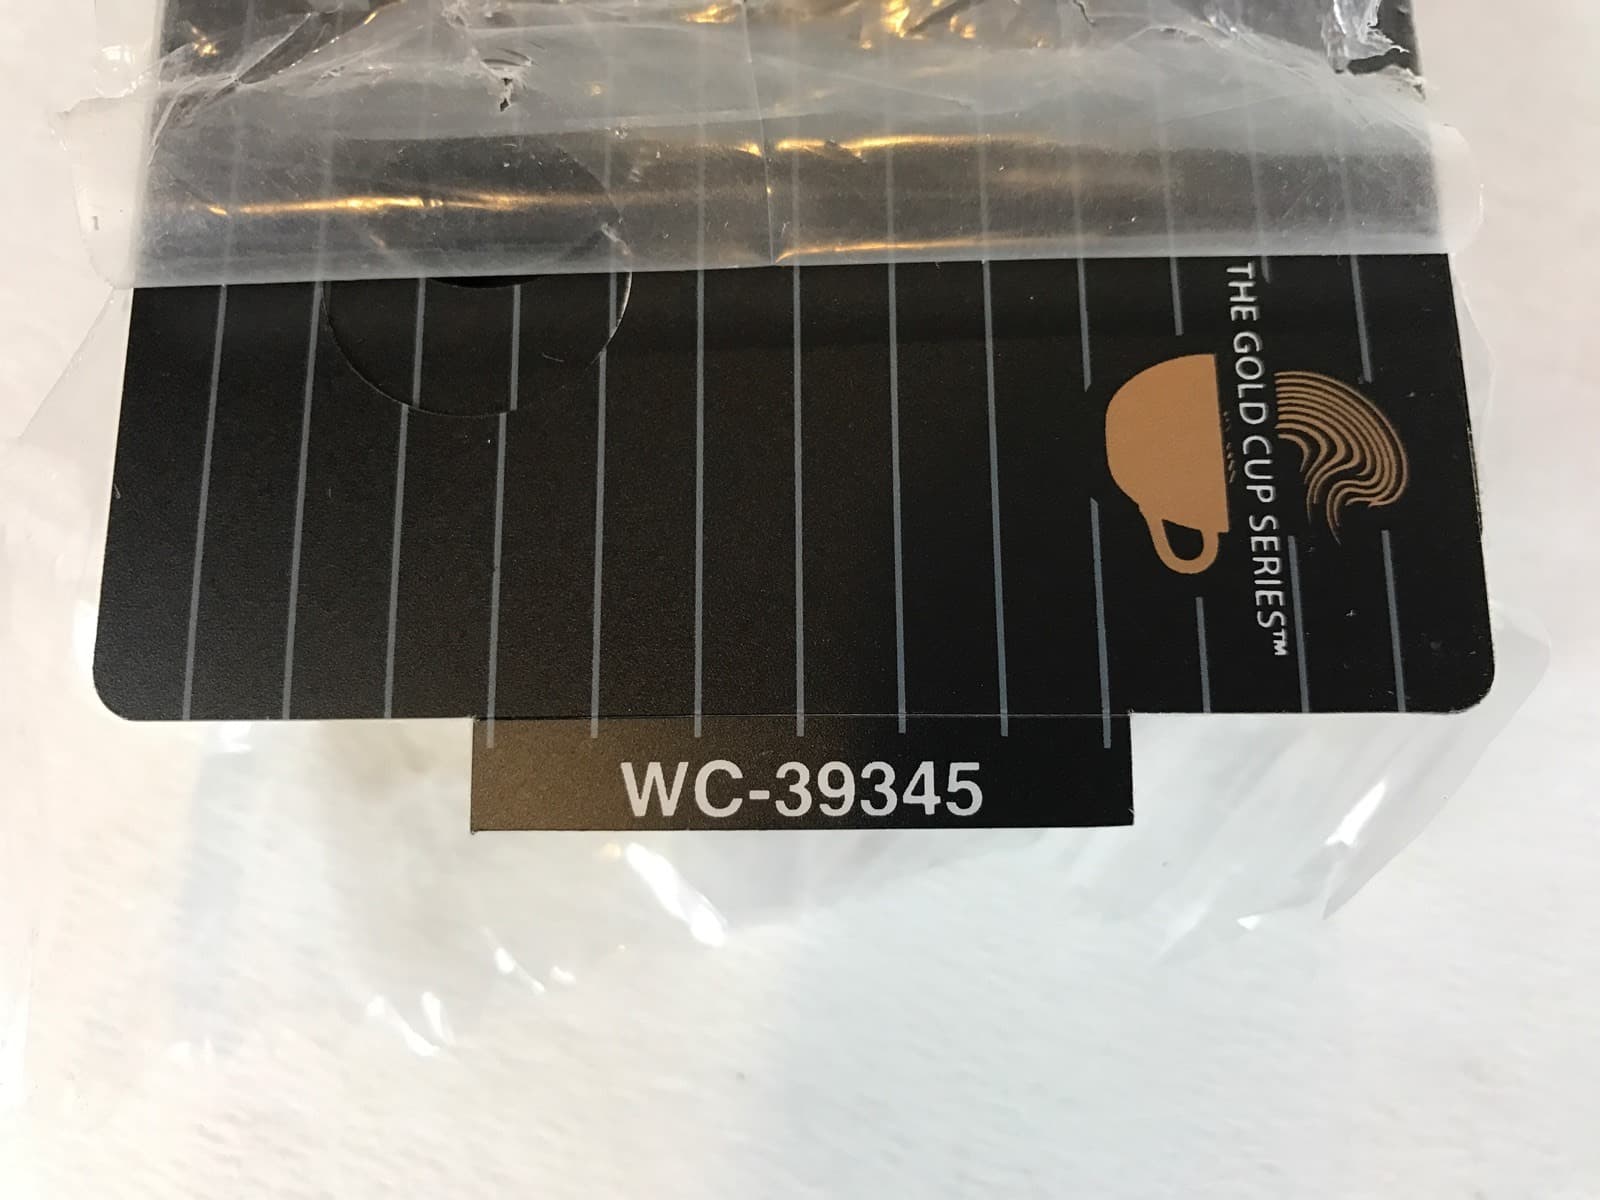 THE GOLD CUP SERIES™
WC-39345